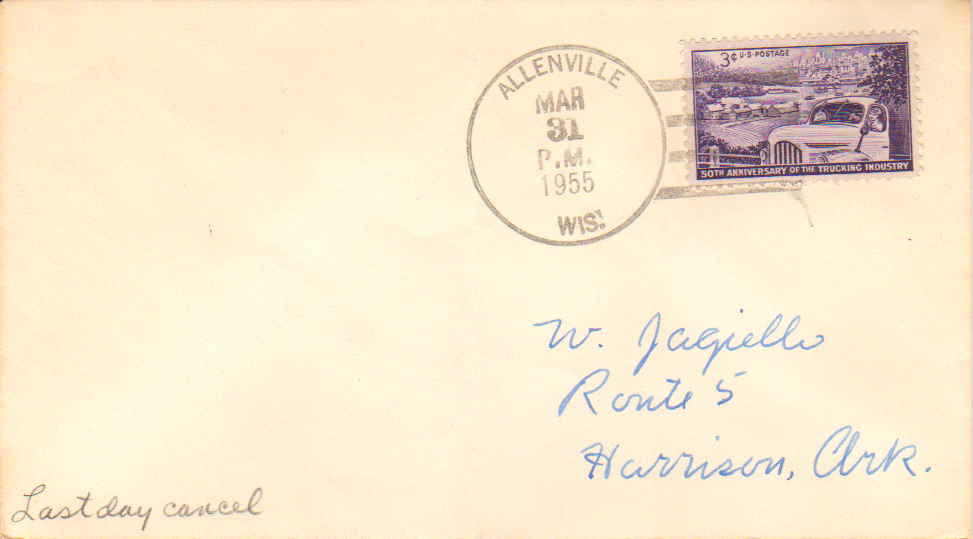 ALLENVILLE
MAR
31
P.M.
1955
WIS.
3¢ U.S. POSTAGE
50TH ANNIVERSARY OF THE TRUCKING INDUSTRY
W. Jagiello
Route 5
Harrison, Ark.
Last day cancel